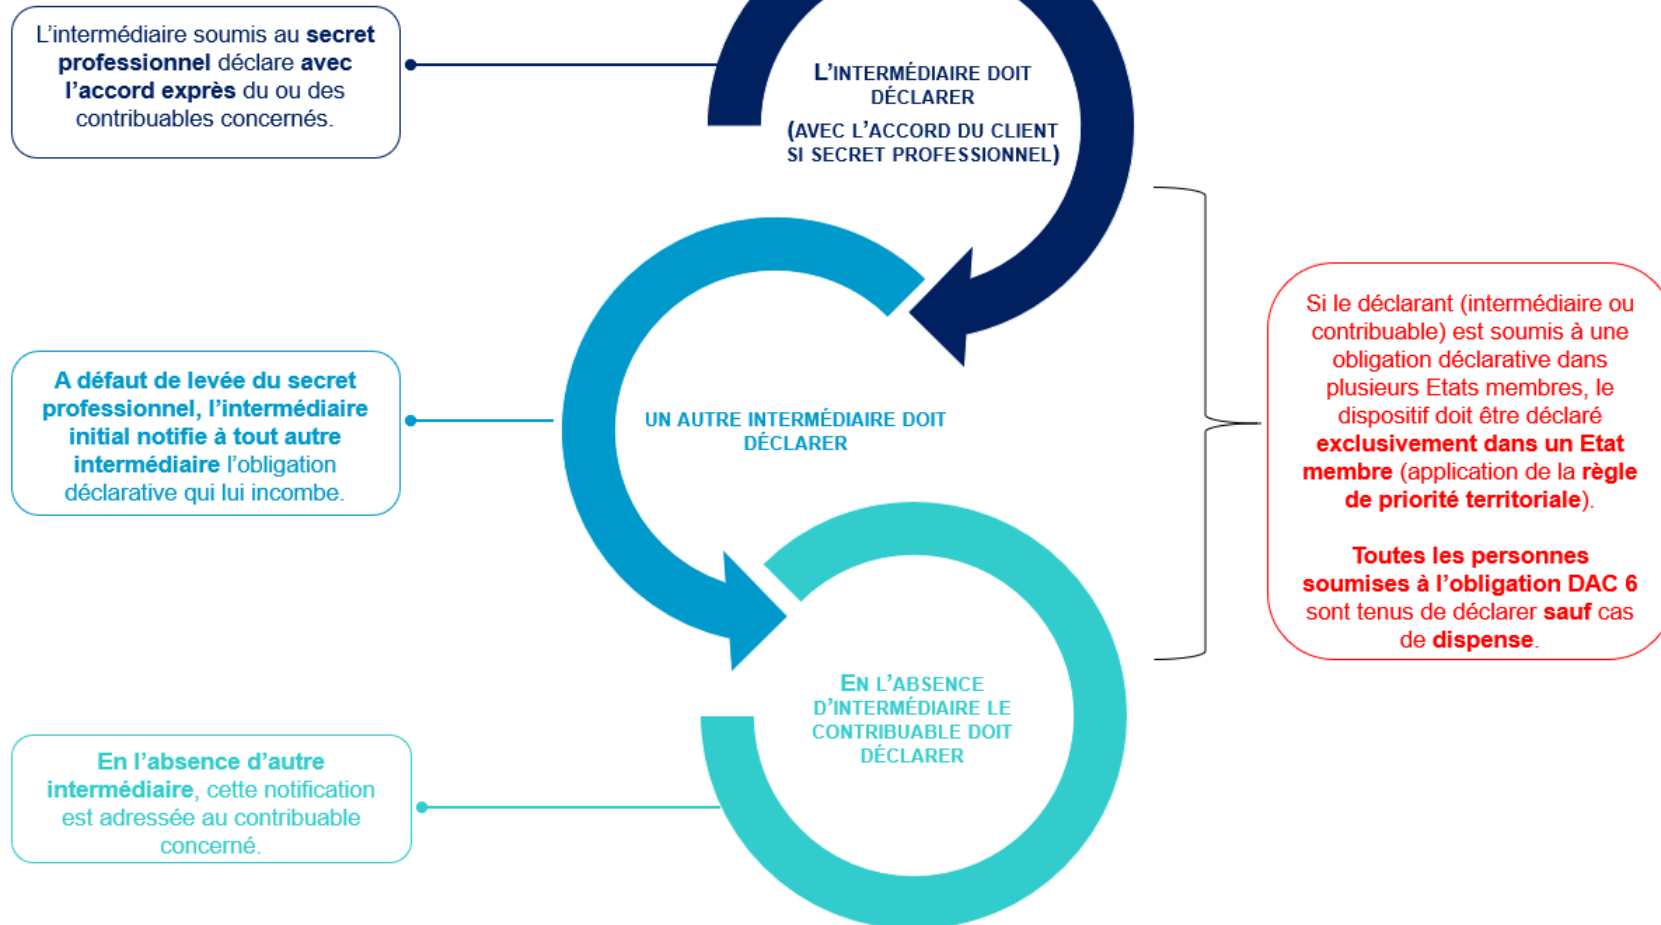 L’intermédiaire soumis au secret
professionnel déclare avec
l’accord exprès du ou des
contribuables concernés.
L’INTERMÉDIAIRE DOIT
DÉCLARER
(AVEC L’ACCORD DU CLIENT
SI SECRET PROFESSIONNEL)
A défaut de levée du secret
professionnel, l’intermédiaire
initial notifie à tout autre
intermédiaire l’obligation
déclarative qui lui incombe.
UN AUTRE INTERMÉDIAIRE DOIT
DÉCLARER
Si le déclarant (intermédiaire ou
contribuable) est soumis à une
obligation déclarative dans
plusieurs Etats membres, le
dispositif doit être déclaré
exclusivement dans un Etat
membre (application de la règle
de priorité territoriale).
Toutes les personnes
soumises à l’obligation DAC 6
sont tenus de déclarer sauf cas
de dispense.
En l’absence d’autre
intermédiaire, cette notification
est adressée au contribuable
concerné.
EN L’ABSENCE
D’INTERMÉDIAIRE LE
CONTRIBUABLE DOIT
DÉCLARER